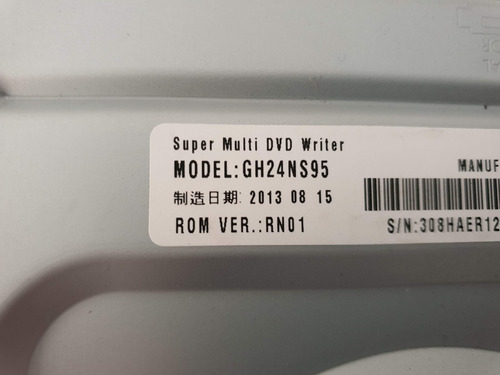 Super Multi DVD Writer
MODEL:GH24NS95
MANUF
制造日期: 2013 08 15
ROM VER.:RN01
S/N:308HAER12